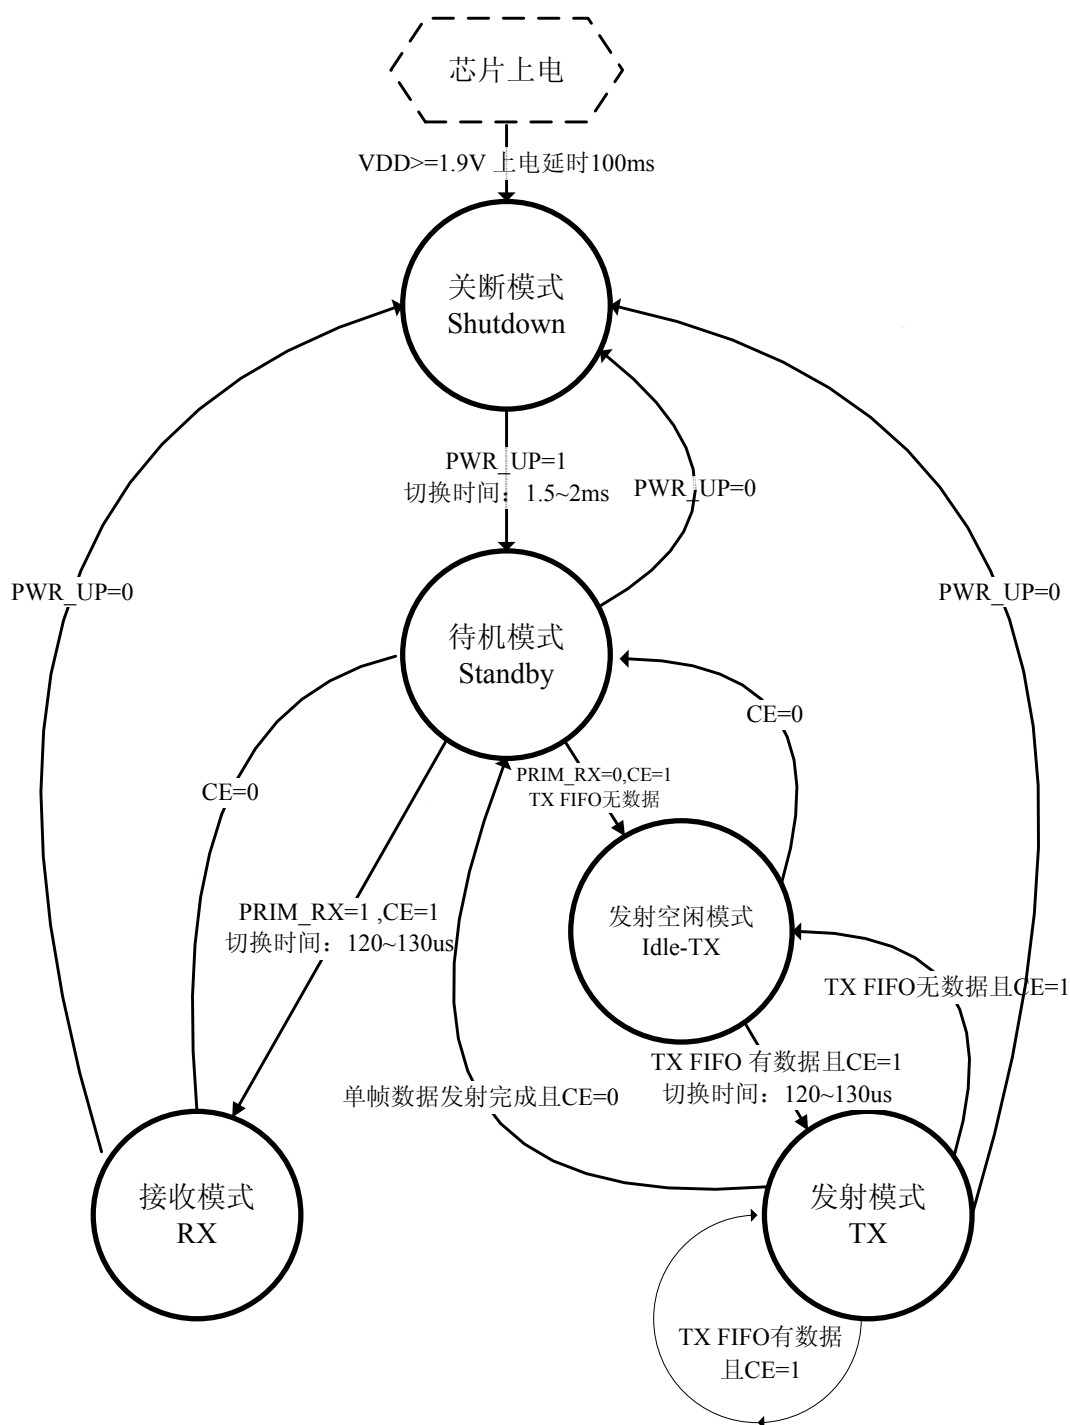 芯片上电
VDD>=1.9V 上电延时100ms
关断模式
Shutdown
PWR_UP=1
切换时间：1.5~2ms
PWR_UP=0
PWR_UP=0
PWR_UP=0
待机模式
Standby
CE=0
CE=0
PRIM_RX=0,CE=1
TX FIFO无数据
PRIM_RX=1 ,CE=1
切换时间：120~130us
发射空闲模式
Idle-TX
TX FIFO无数据且CE=1
TX FIFO 有数据且CE=1
切换时间：120~130us
单帧数据发射完成且CE=0
接收模式
RX
发射模式
TX
TX FIFO有数据
且CE=1